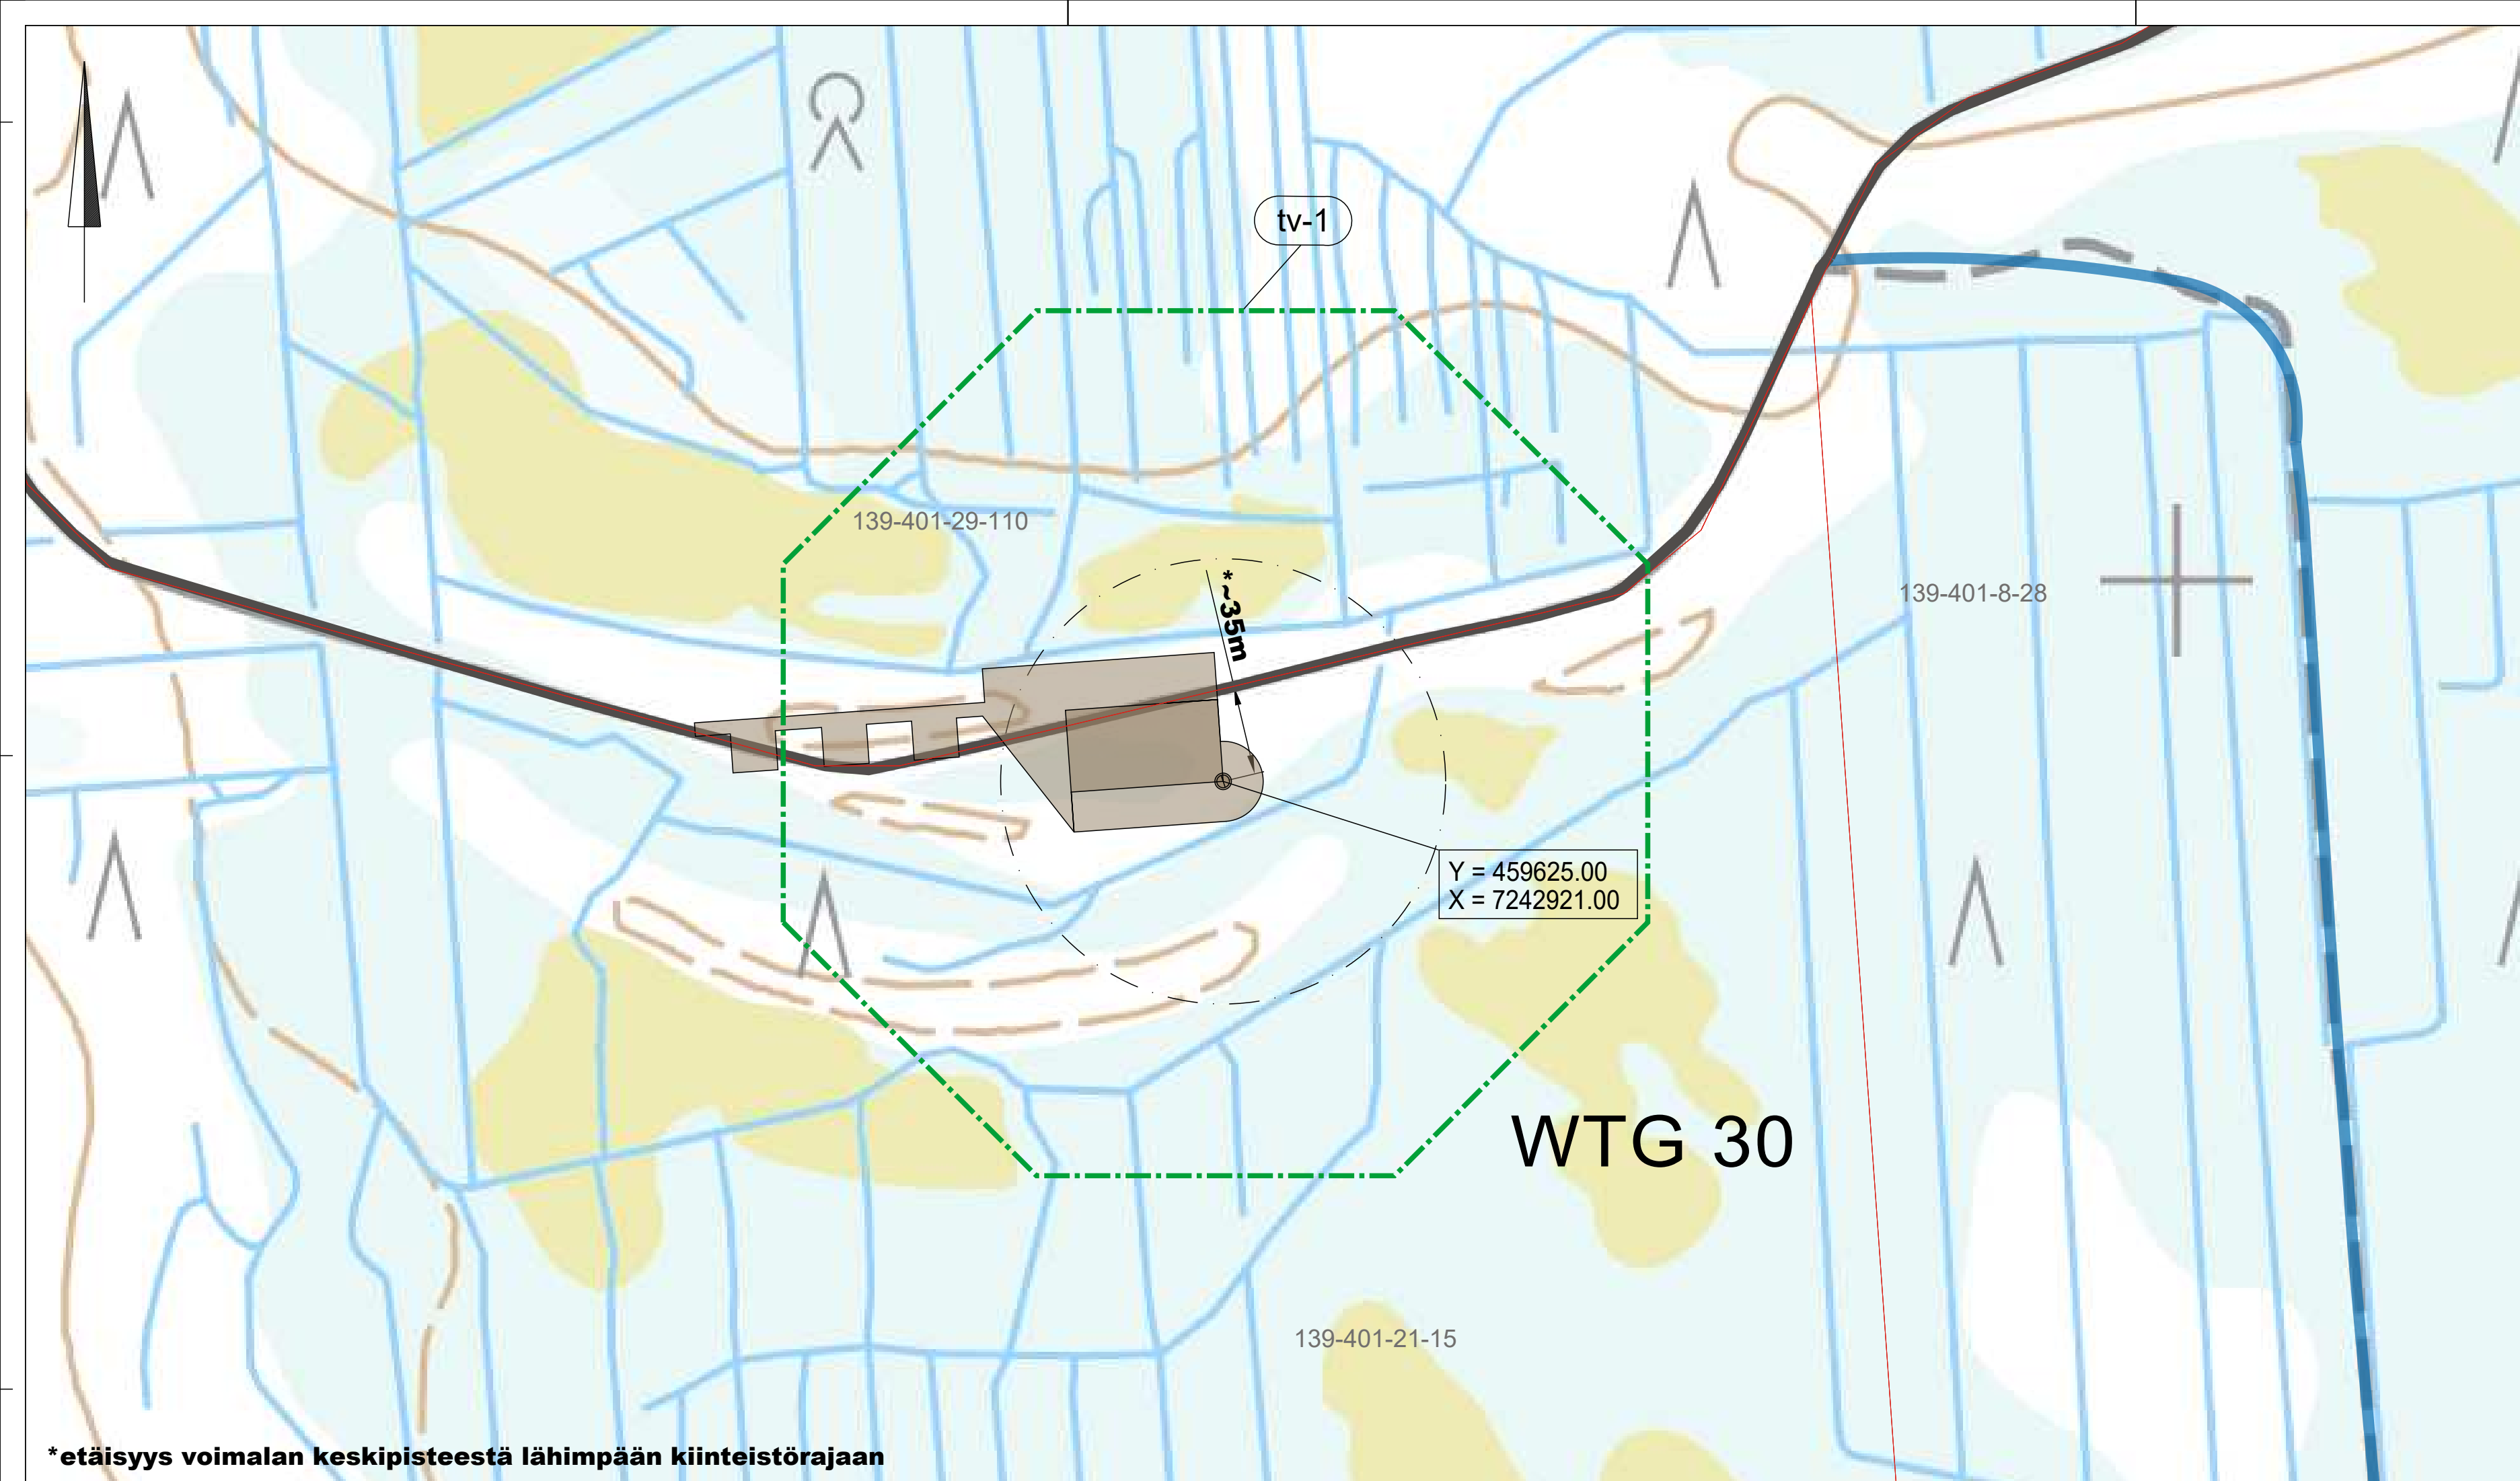 tv-1
139-401-29-110
*~35m
139-401-8-28
Y = 459625.00
X = 7242921.00
WTG 30
139-401-21-15
*etäisyys voimalan keskipisteestä lähimpään kiinteistörajaan